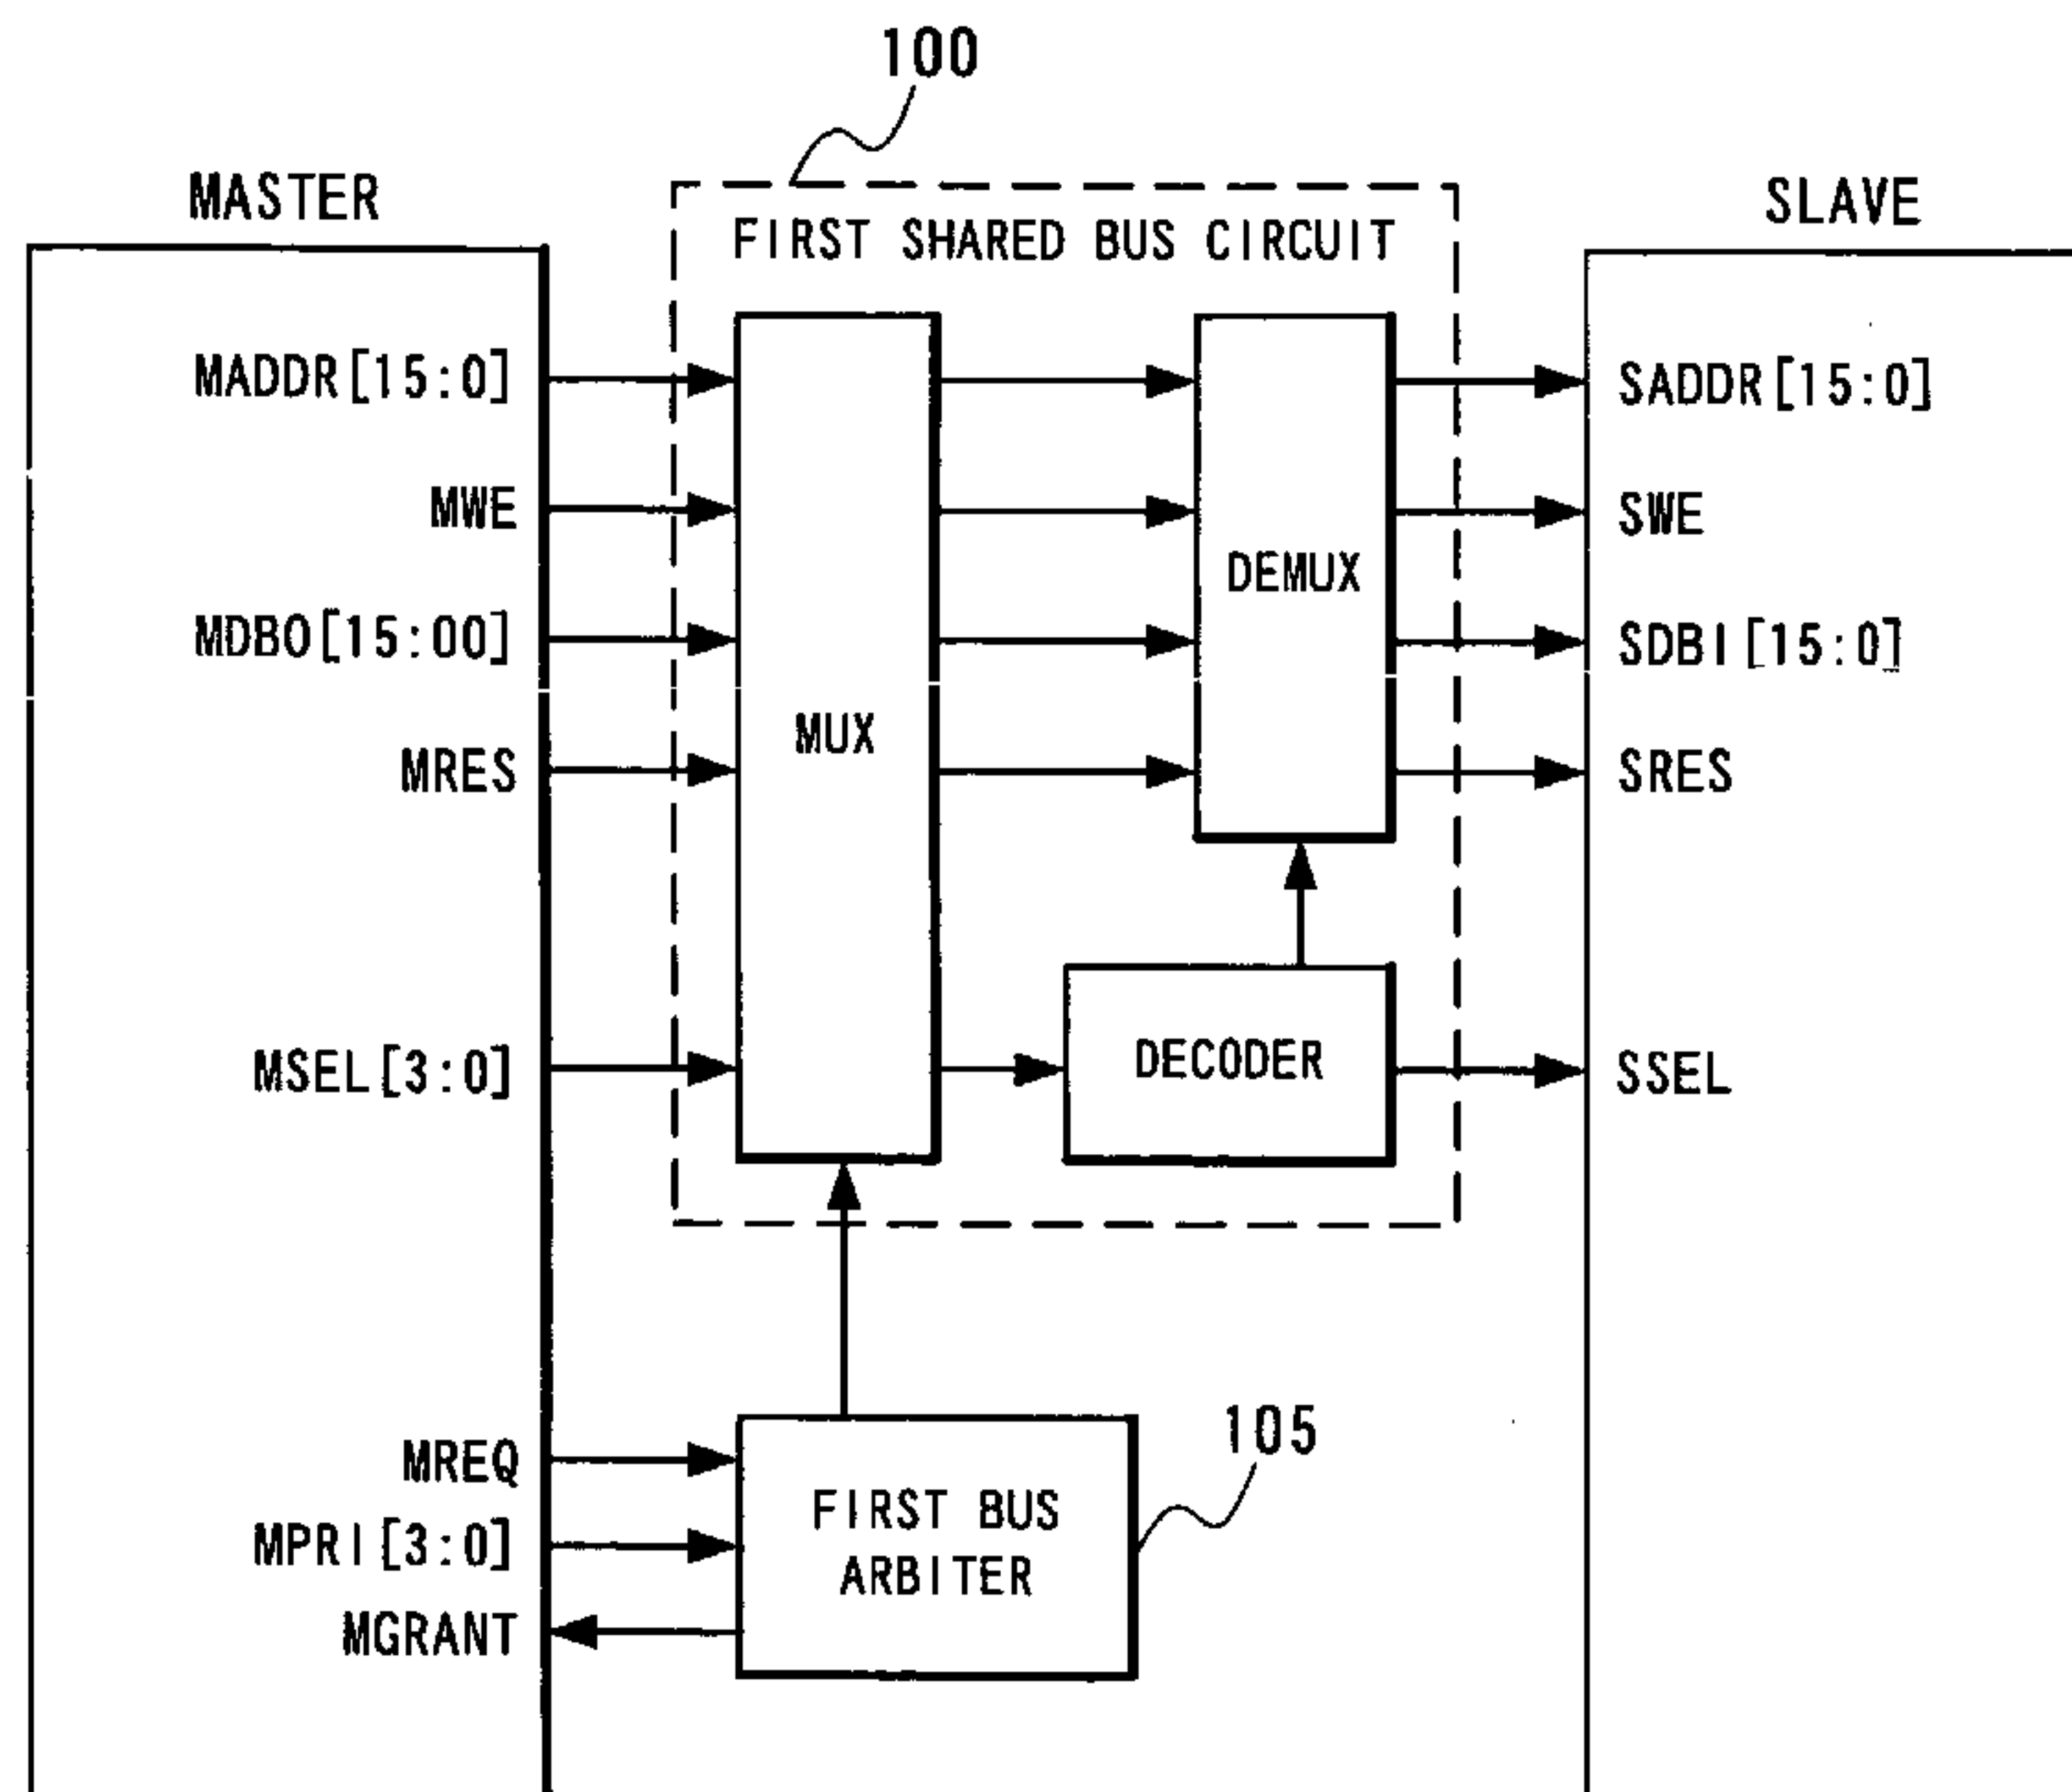 100
MASTER
SLAVE
FIRST SHARED BUS CIRCUIT
MADDR[15:0]
SADDR[15:0]
MWE
SWE
DEMUX
MDBO[15:00]
SDBI[15:0]
MUX
MRES
SRES
MSEL[3:0]
DECODER
SSEL
105
MREQ
FIRST BUS
ARBITER
MPRI[3:0]
MGRANT